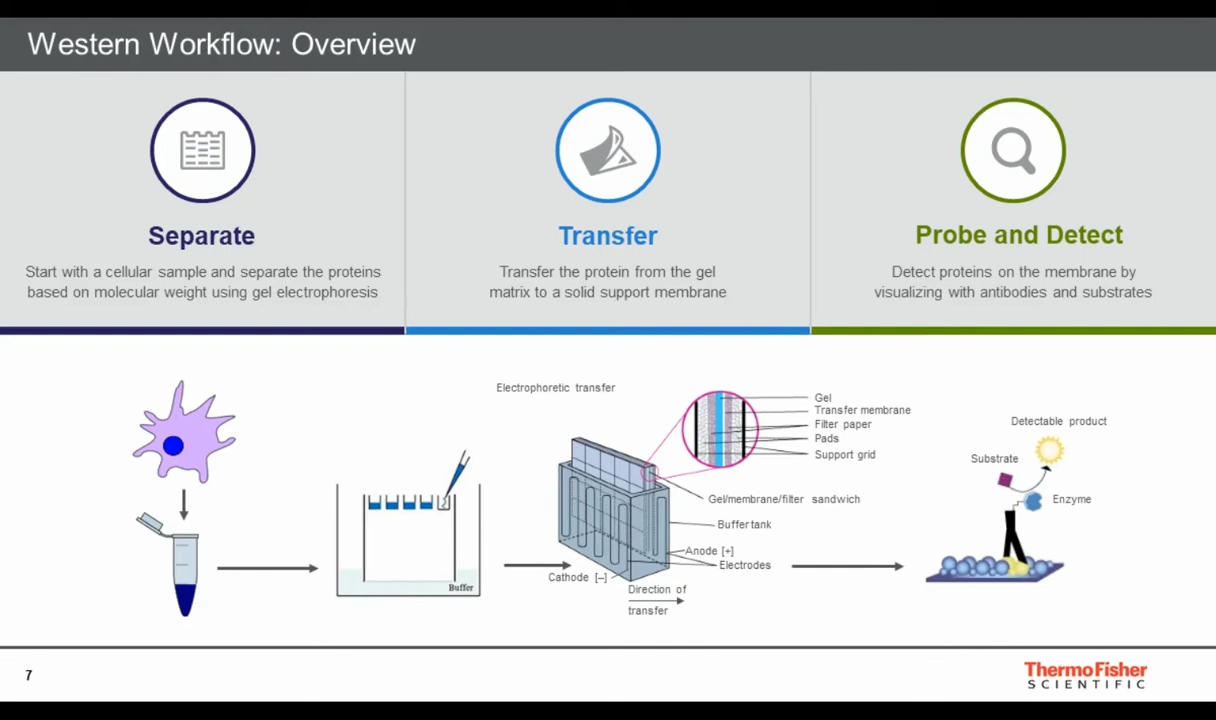 Western Workflow: Overview
Separate
Start with a cellular sample and separate the proteins
based on molecular weight using gel electrophoresis
Transfer
Transfer the protein from the gel
matrix to a solid support membrane
Probe and Detect
Detect proteins on the membrane by
visualizing with antibodies and substrates
Buffer
Electrophoretic transfer
Gel
Transfer membrane
Filter paper
Pads
Support grid
Gel/membrane/filter sandwich
Buffer tank
Anode [+]
Electrodes
Cathode [–]
Direction of
transfer
Detectable product
Substrate
Enzyme
7
ThermoFisher
SCIENTIFIC